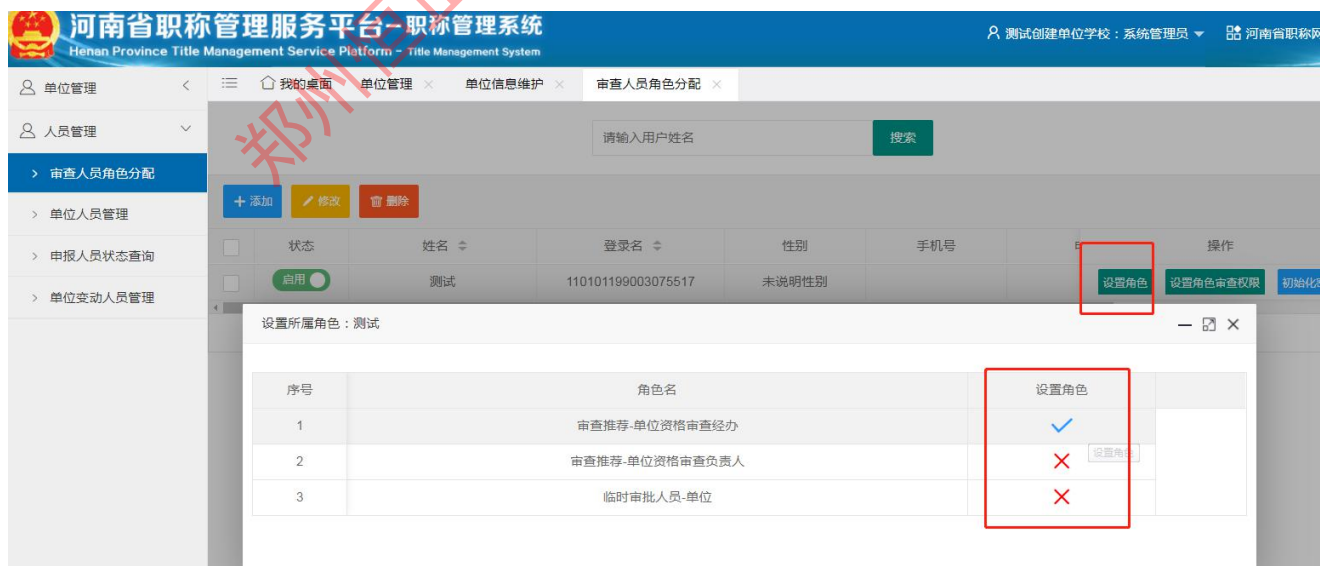 河南省职称管理服务平台-职称管理系统
Henan Province Title Management Service Platform - Title Management System
测试创建单位学校：系统管理员
河南省职称网
单位管理
我的桌面
单位管理
单位信息维护
审查人员角色分配
人员管理
请输入用户姓名
搜索
审查人员角色分配
添加
修改
删除
单位人员管理
状态
姓名
登录名
性别
手机号
操作
申报人员状态查询
启用
测试
110101199003075517
未说明性别
设置角色
设置角色审查权限
初始化
单位变动人员管理
设置所属角色：测试
序号
角色名
设置角色
1
审查推荐-单位资格审查经办
2
审查推荐-单位资格审查负责人
设置角
3
临时审批人员-单位
郑州恒